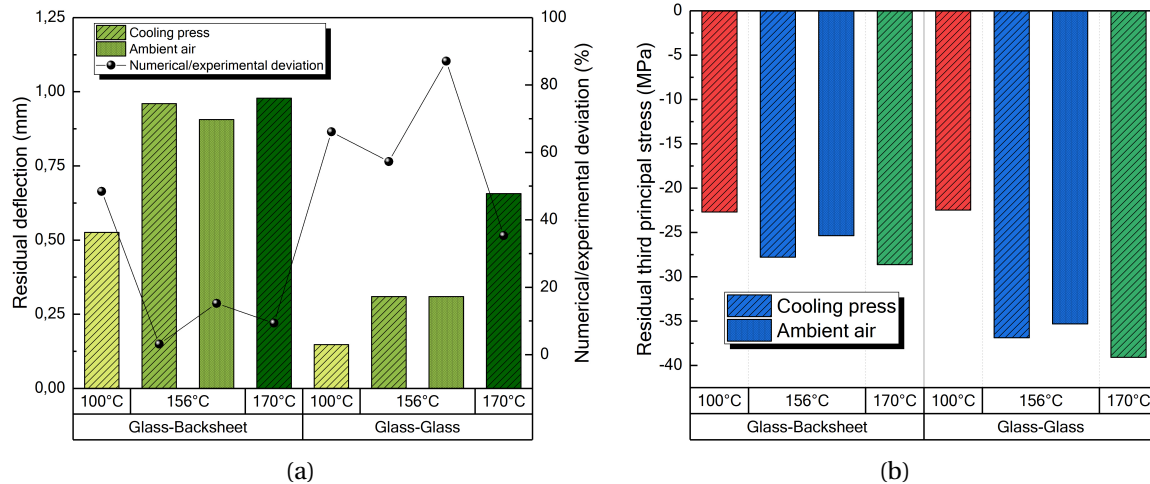 Residual deflection (mm)
1,25
1,00
0,75
0,50
0,25
0,00
Cooling press
Ambient air
Numerical/experimental deviation
100
80
60
40
20
0
Numerical/experimental deviation (%)
100°C 156°C 170°C 100°C 156°C 170°C
Glass-Backsheet Glass-Glass
(a)
Residual third principal stress (MPa)
0
-5
-10
-15
-20
-25
-30
-35
-40
Cooling press
Ambient air
100°C 156°C 170°C 100°C 156°C 170°C
Glass-Backsheet Glass-Glass
(b)